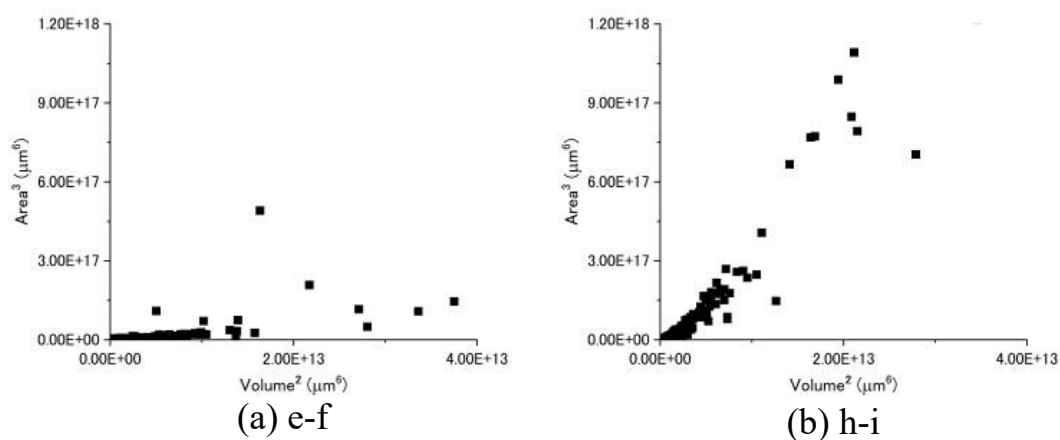 1.20E+18
9.00E+17
6.00E+17
3.00E+17
0.00E+00
Area³ (μm⁶)
0.00E+00 2.00E+13 4.00E+13
Volume² (μm⁶)
(a) e-f
1.20E+18
9.00E+17
6.00E+17
3.00E+17
0.00E+00
Area³ (μm⁶)
0.00E+00 2.00E+13 4.00E+13
Volume² (μm⁶)
(b) h-i